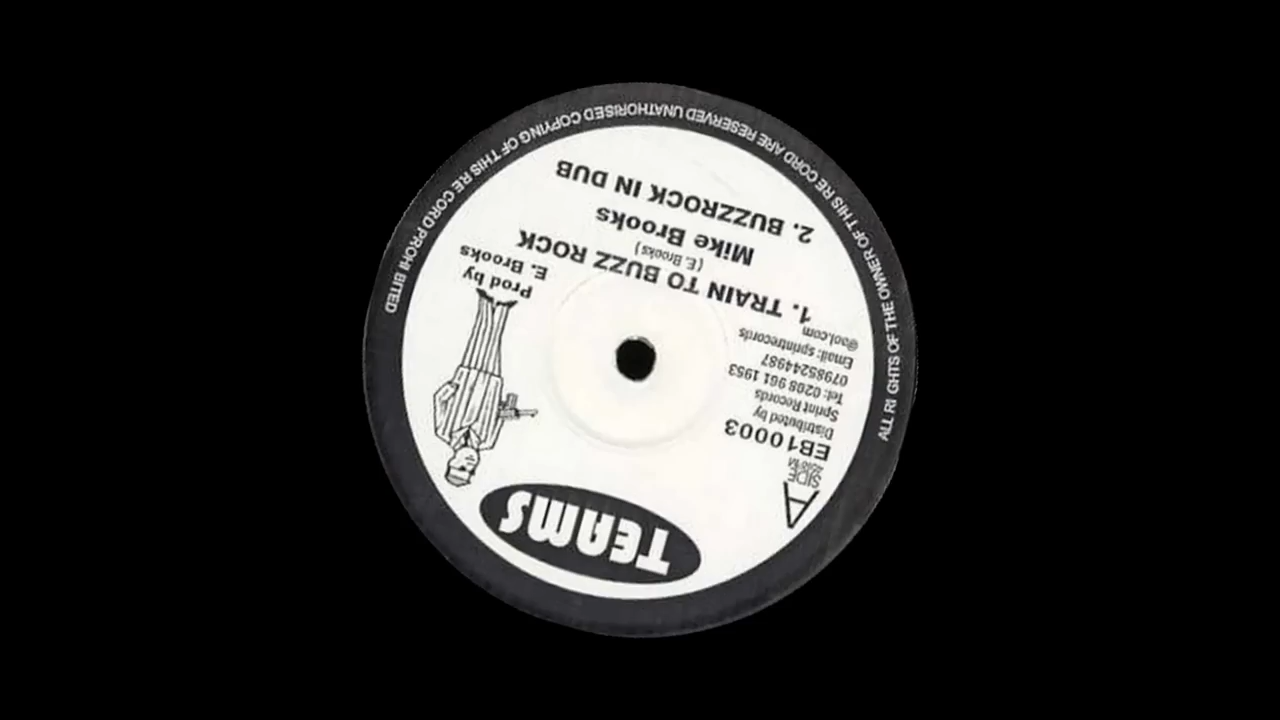 TEAMS
A
SIDE
45RPM
EB10003
Distributed by
Sprint Records
Tel: 0208 961 1953
07985244987
Email: sprintrecords
@aol.com
1. TRAIN TO BUZZ ROCK
( E. Brooks)
Mike Brooks
2. BUZZROCK IN DUB
Prod by
E. Brooks
ALL RI GHTS OF THE OWNER OF THIS RE CORD ARE RESERVED UNATHORISED COPYING OF THIS RE CORD PROHI BITED